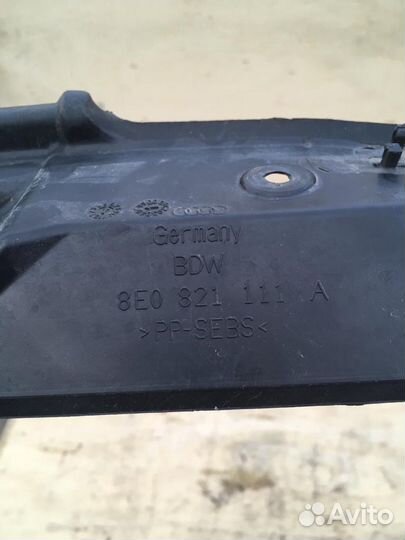 Germany
BDW
8E0 821 111 A
>PP-SEBS<
Avito